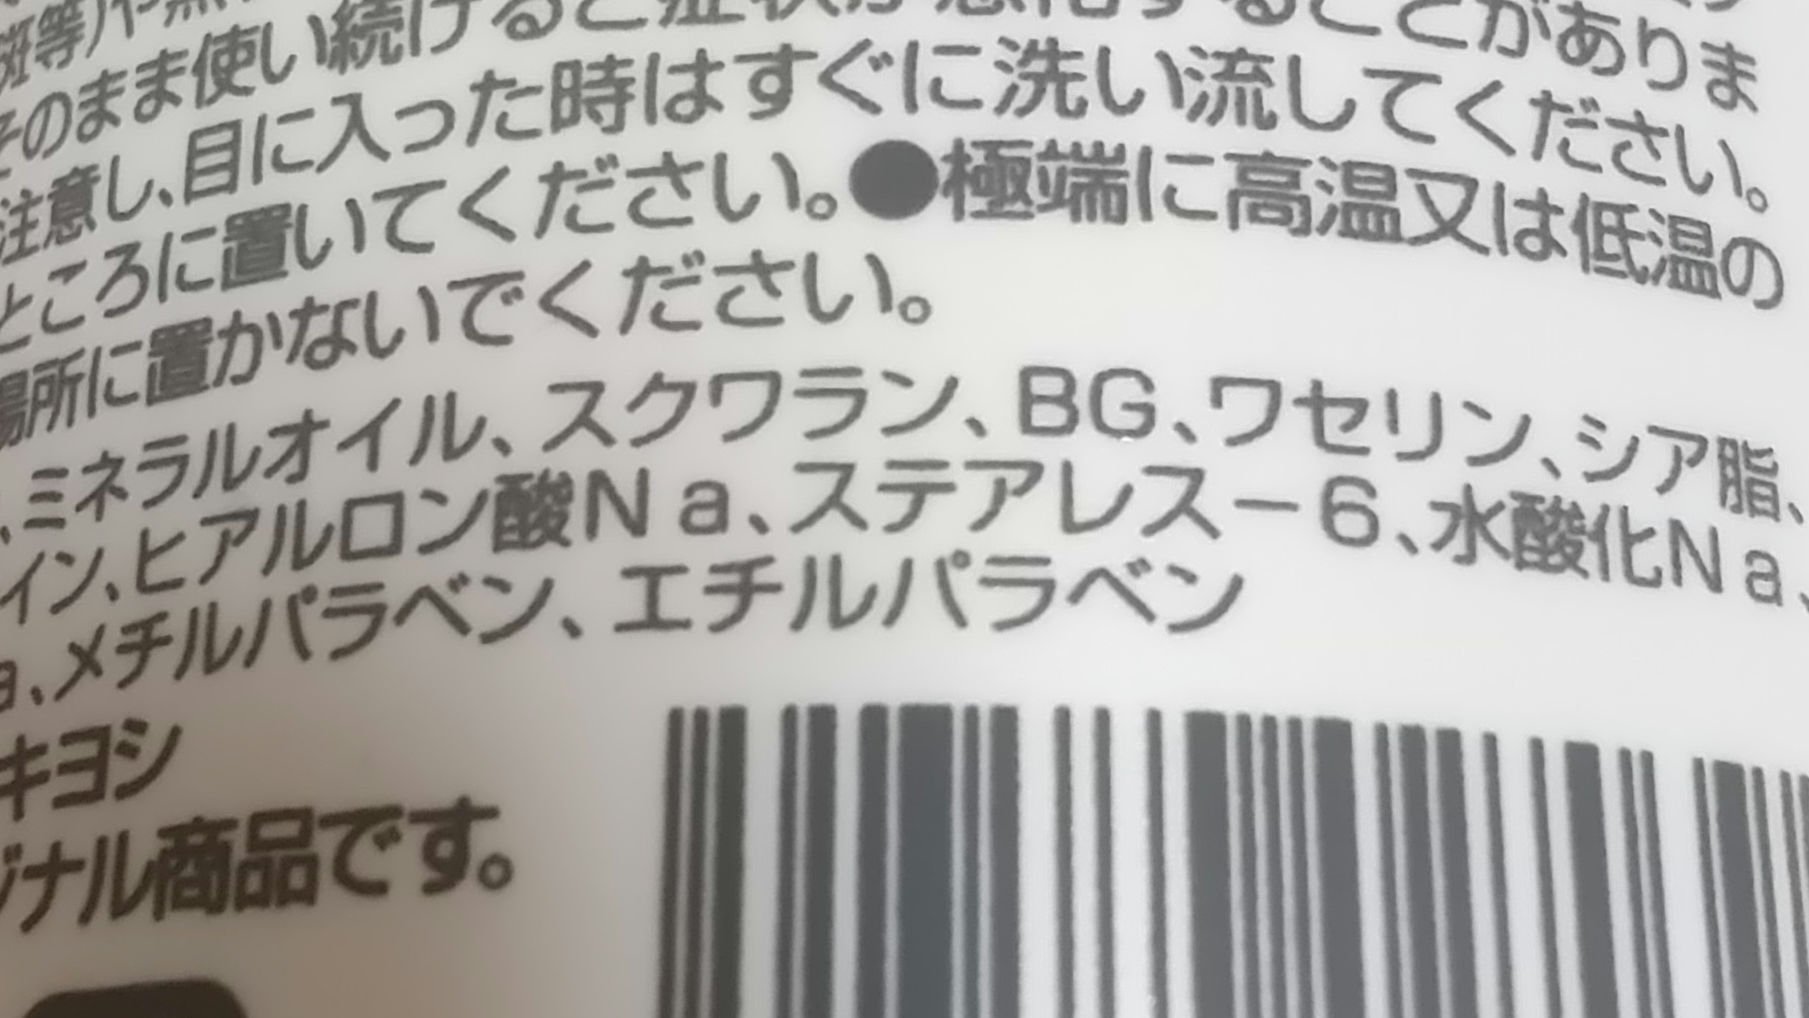 斑等)や黒
そのまま使い続けると症状が悪化することがありま
注意し、目に入った時はすぐに洗い流してください。
ところに置いてください。●極端に高温又は低温の
場所に置かないでください。
、ミネラルオイル、スクワラン、BG、ワセリン、シア脂、
イン、ヒアルロン酸Na、ステアレス－6、水酸化Na、
a、メチルパラベン、エチルパラベン
キヨシ
ジナル商品です。